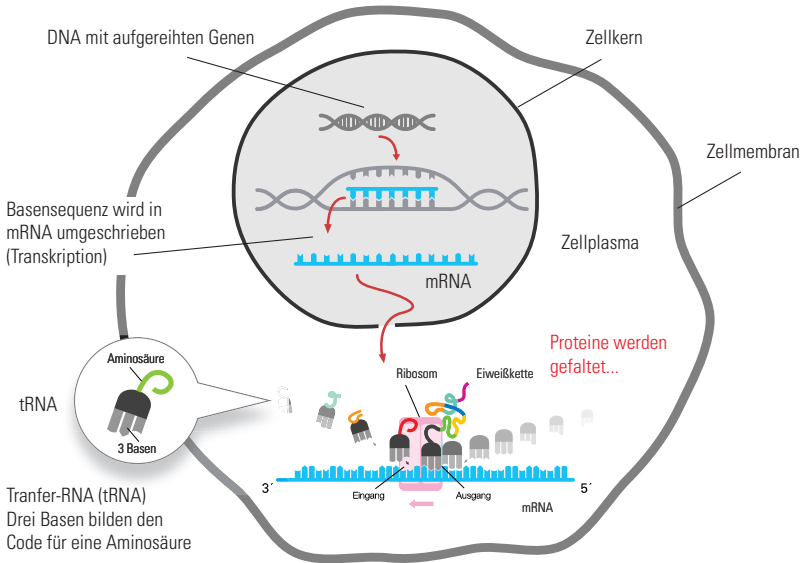 DNA mit aufgereihten Genen
Zellkern
Zellmembran
Basensequenz wird in
mRNA umgeschrieben
(Transkription)
Zellplasma
mRNA
Proteine werden
gefaltet...
Aminosäure
Ribosom
Eiweißkette
tRNA
3 Basen
3´
5´
Eingang
Ausgang
mRNA
Tranfer-RNA (tRNA)
Drei Basen bilden den
Code für eine Aminosäure